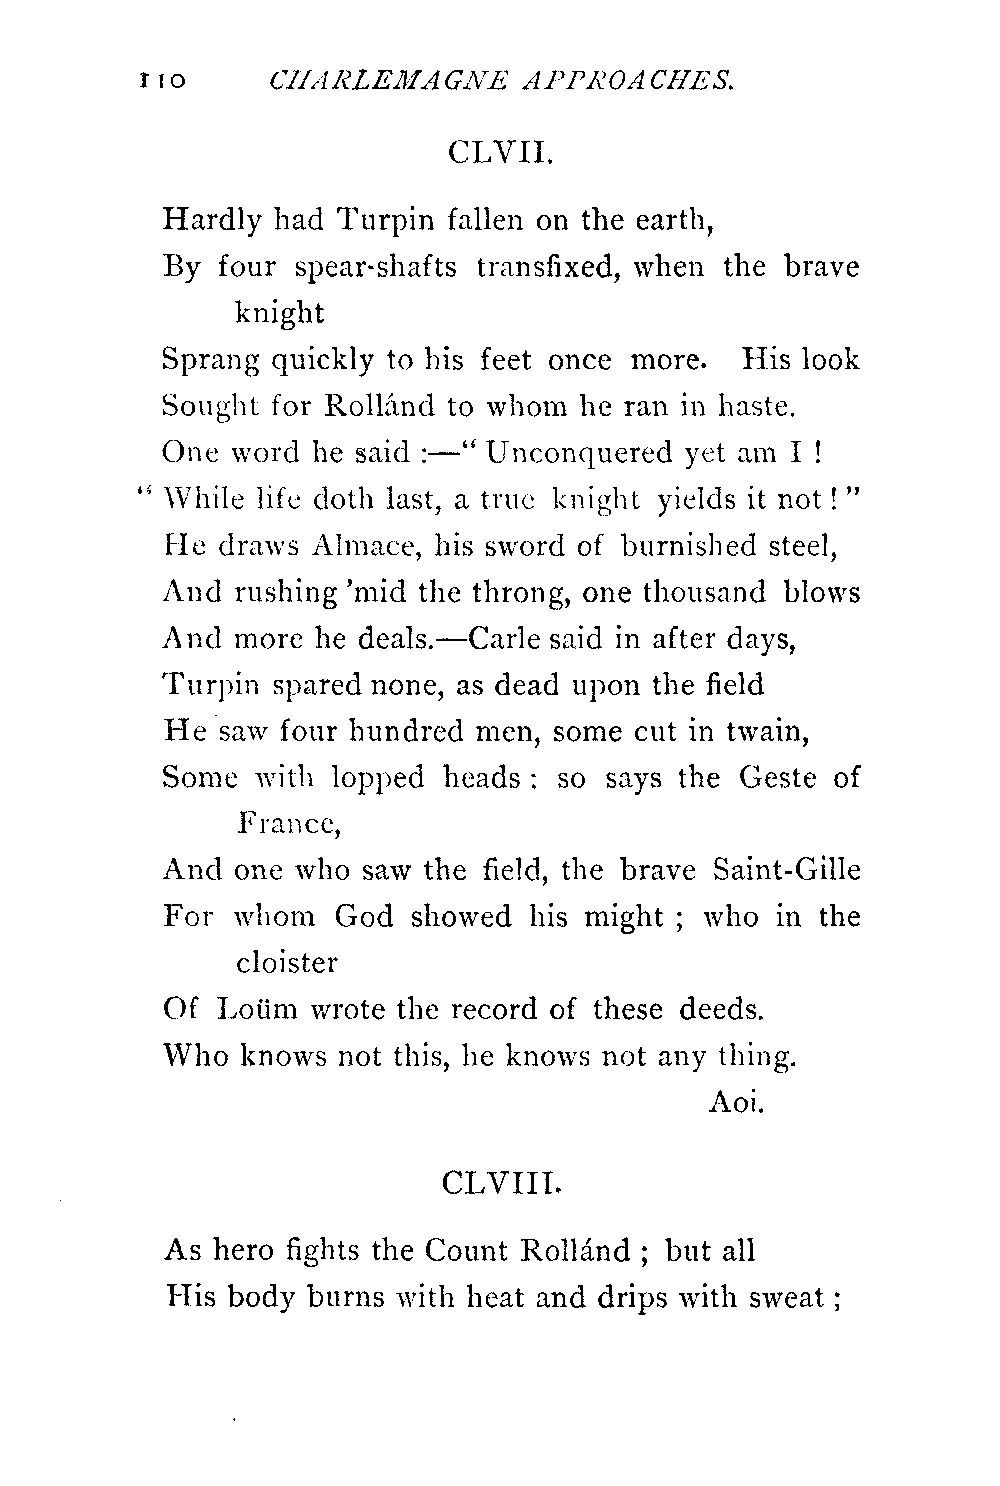 110 CHARLEMAGNE APPROACHES.
CLVII.
Hardly had Turpin fallen on the earth,
By four spear-shafts transfixed, when the brave
knight
Sprang quickly to his feet once more. His look
Sought for Rollánd to whom he ran in haste.
One word he said :—“ Unconquered yet am I !
“ While life doth last, a true knight yields it not ! ”
He draws Almace, his sword of burnished steel,
And rushing ’mid the throng, one thousand blows
And more he deals.—Carle said in after days,
Turpin spared none, as dead upon the field
He saw four hundred men, some cut in twain,
Some with lopped heads : so says the Geste of
France,
And one who saw the field, the brave Saint-Gille
For whom God showed his might ; who in the
cloister
Of Loüm wrote the record of these deeds.
Who knows not this, he knows not any thing.
Aoi.
CLVIII.
As hero fights the Count Rollánd ; but all
His body burns with heat and drips with sweat ;